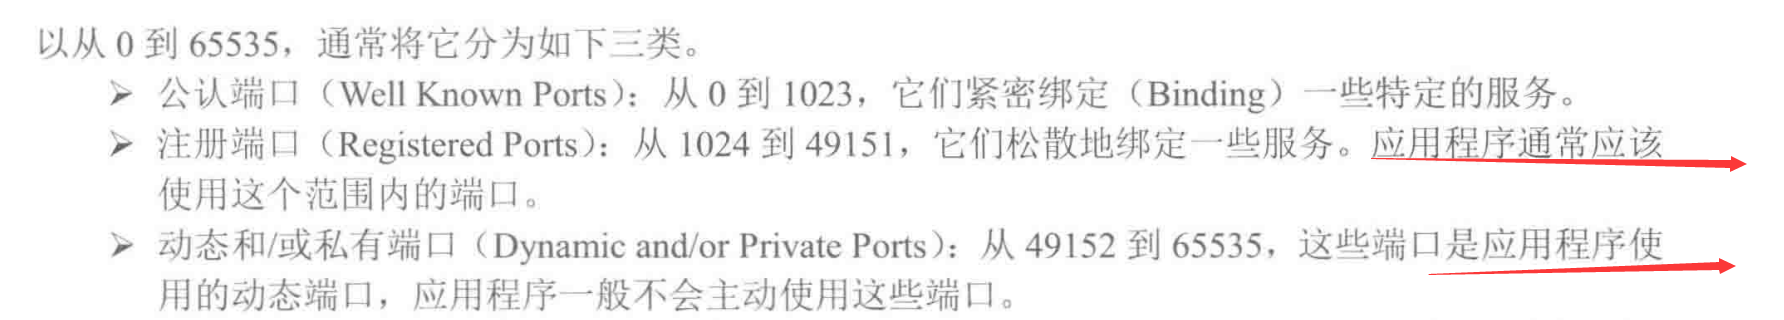 以从 0 到 65535，通常将它分为如下三类。
➢ 公认端口（Well Known Ports）：从 0 到 1023，它们紧密绑定（Binding）一些特定的服务。
➢ 注册端口（Registered Ports）：从 1024 到 49151，它们松散地绑定一些服务。应用程序通常应该
使用这个范围内的端口。
➢ 动态和/或私有端口（Dynamic and/or Private Ports）：从 49152 到 65535，这些端口是应用程序使
用的动态端口，应用程序一般不会主动使用这些端口。